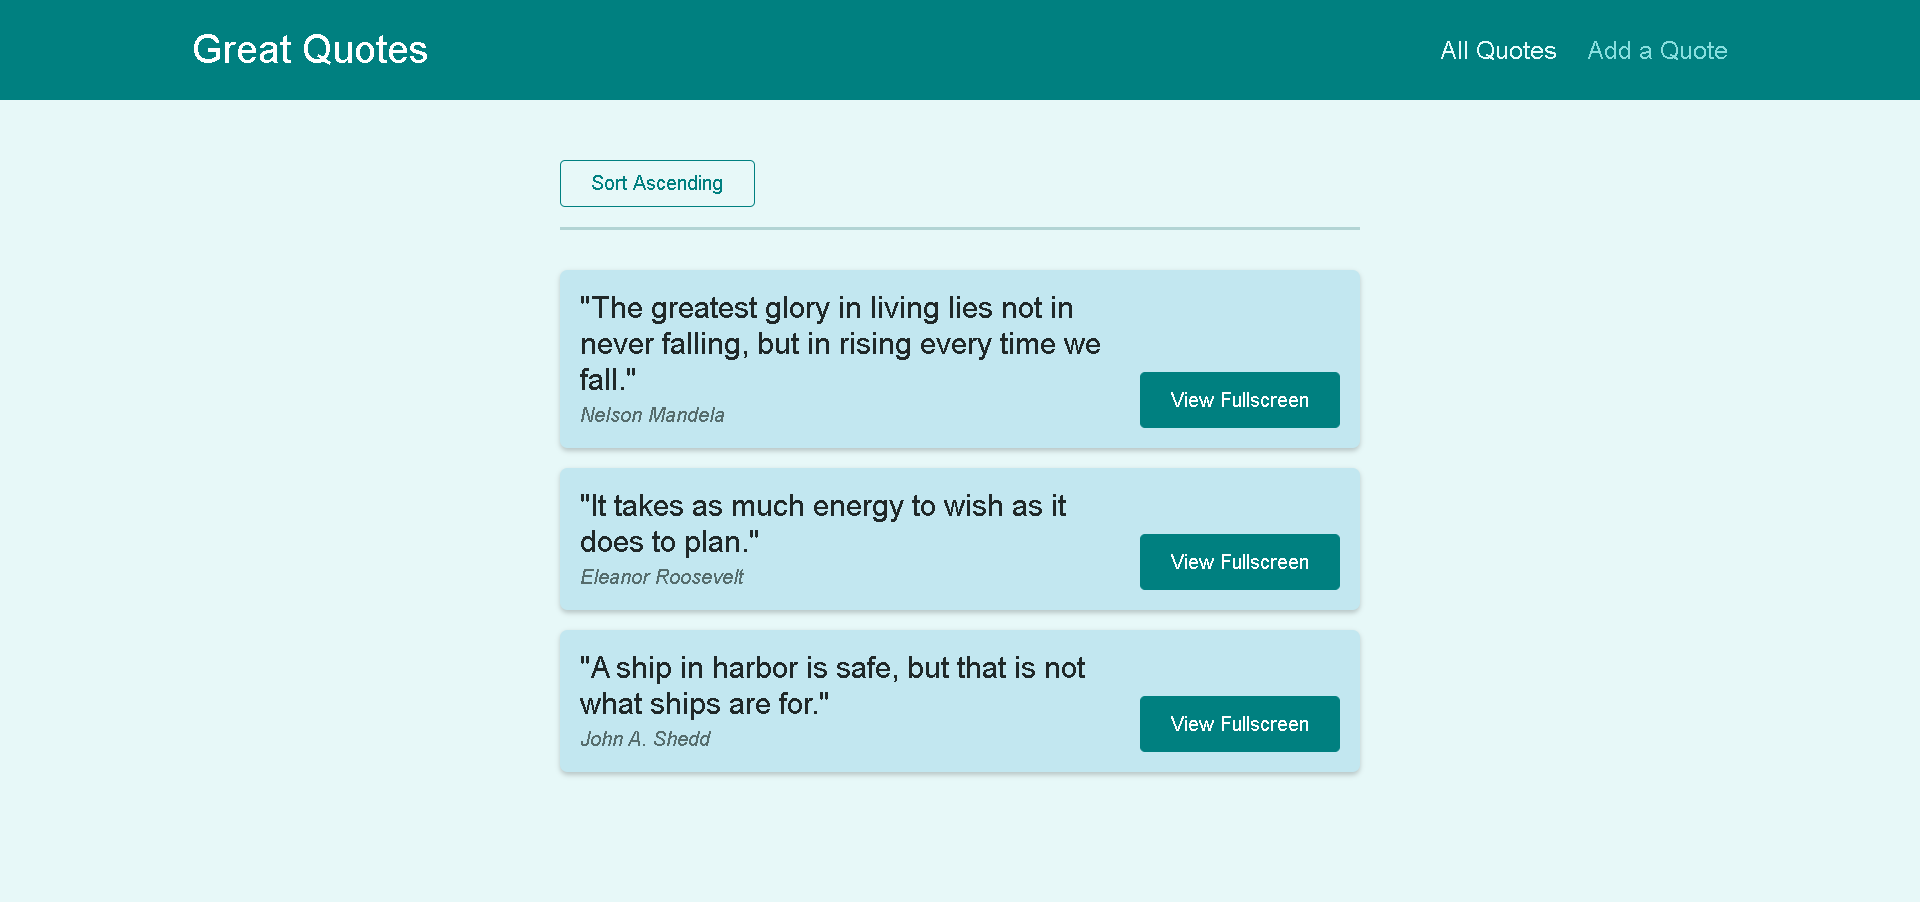 Great Quotes
All Quotes
Add a Quote
Sort Ascending
"The greatest glory in living lies not in
never falling, but in rising every time we
fall."
Nelson Mandela
View Fullscreen
"It takes as much energy to wish as it
does to plan."
Eleanor Roosevelt
View Fullscreen
"A ship in harbor is safe, but that is not
what ships are for."
John A. Shedd
View Fullscreen